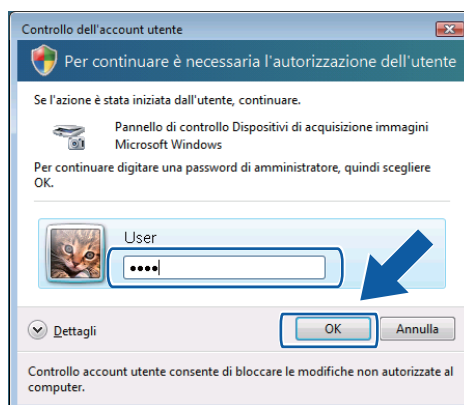 Controllo dell'account utente
Per continuare è necessaria l'autorizzazione dell'utente
Se l'azione è stata iniziata dall'utente, continuare.
Pannello di controllo Dispositivi di acquisizione immagini
Microsoft Windows
Per continuare digitare una password di amministratore, quindi scegliere
OK.
User
••••
Dettagli
OK
Annulla
Controllo account utente consente di bloccare le modifiche non autorizzate al
computer.